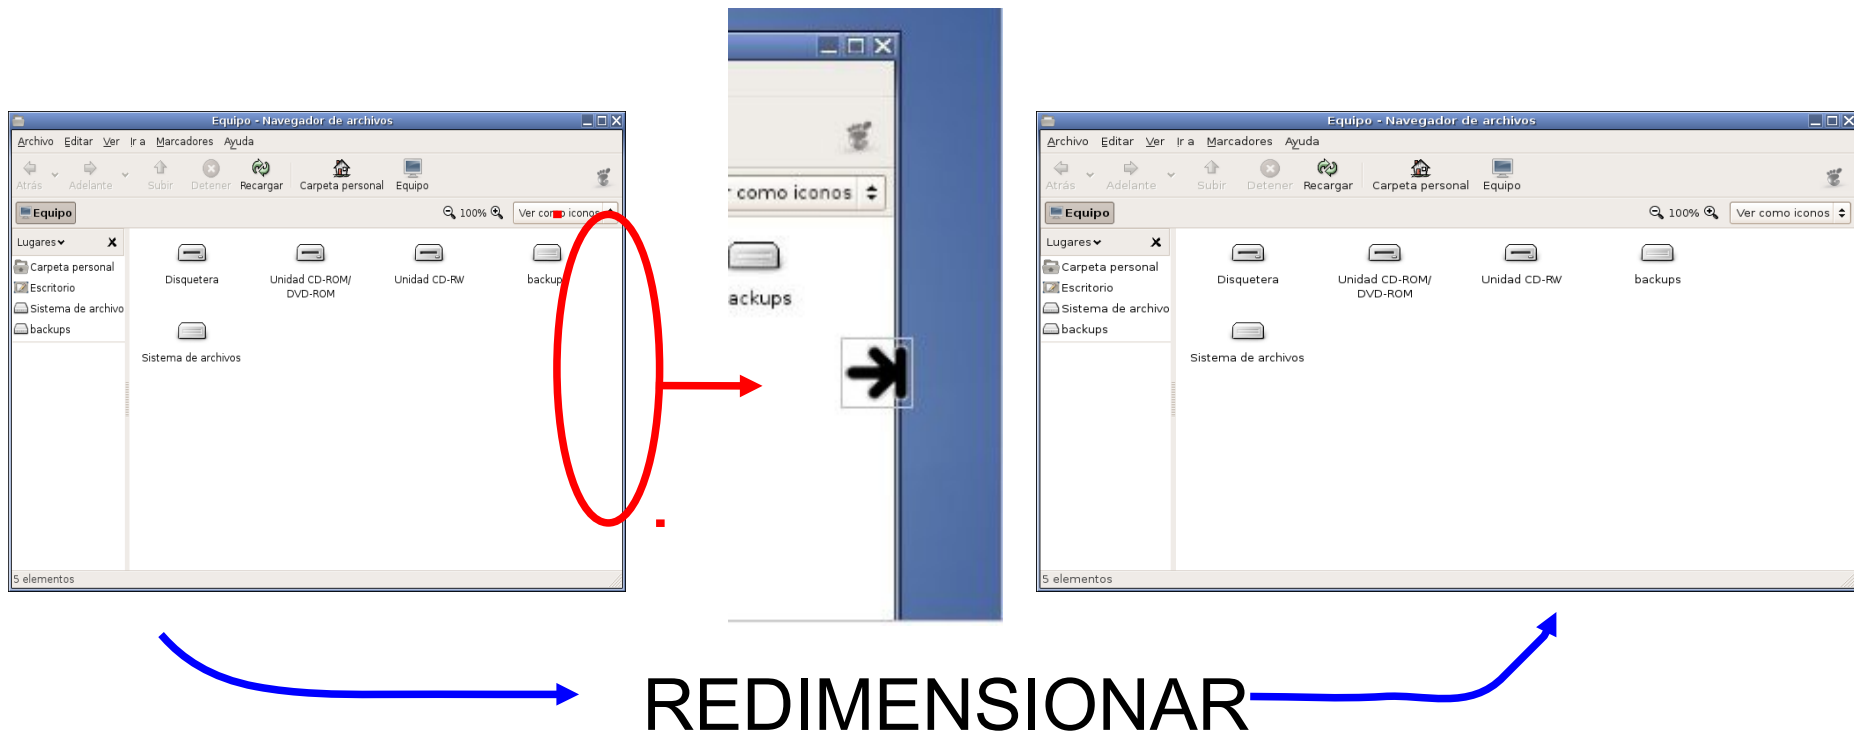 Equipo - Navegador de archivos
Archivo Editar Ver Ir a Marcadores Ayuda
Atrás Adelante Subir Detener Recargar Carpeta personal Equipo
Equipo 100% Ver como iconos
Lugares
Carpeta personal
Escritorio
Sistema de archivo
backups
Disquetera
Unidad CD-ROM/
DVD-ROM
Unidad CD-RW
backup
Sistema de archivos
5 elementos
como iconos
ackups
Equipo - Navegador de archivos
Archivo Editar Ver Ir a Marcadores Ayuda
Atrás Adelante Subir Detener Recargar Carpeta personal Equipo
Equipo 100% Ver como iconos
Lugares
Carpeta personal
Escritorio
Sistema de archivo
backups
Disquetera
Unidad CD-ROM/
DVD-ROM
Unidad CD-RW
backups
Sistema de archivos
5 elementos
REDIMENSIONAR